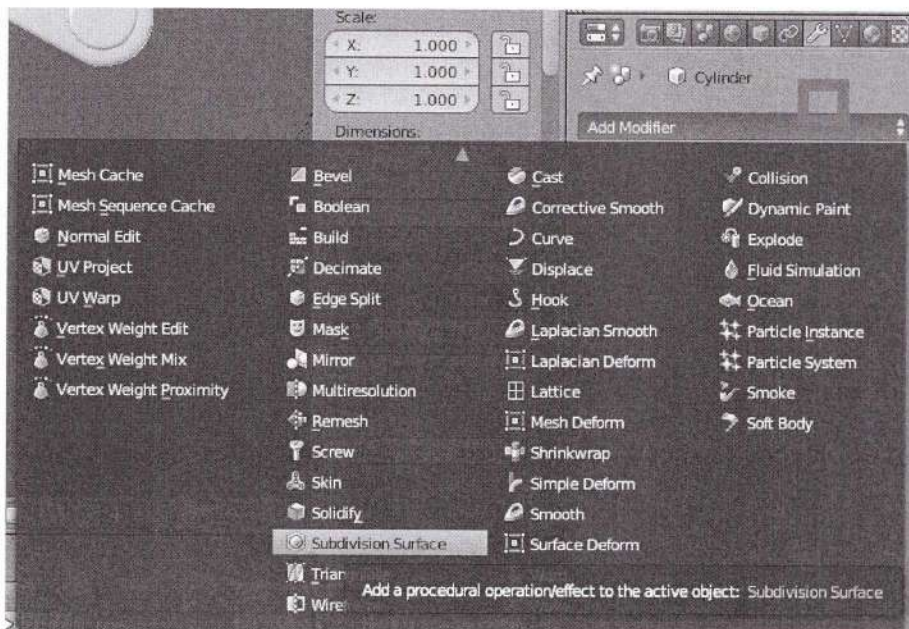 Scale:
X: 1.000
Y: 1.000
Z: 1.000
Dimensions:
Cylinder
Add Modifier
Mesh Cache
Mesh Sequence Cache
Normal Edit
UV Project
UV Warp
Vertex Weight Edit
Vertex Weight Mix
Vertex Weight Proximity
Bevel
Boolean
Build
Decimate
Edge Split
Mask
Mirror
Multiresolution
Remesh
Screw
Skin
Solidify
Subdivision Surface
Trian
Wire
Cast
Corrective Smooth
Curve
Displace
Hook
Laplacian Smooth
Laplacian Deform
Lattice
Mesh Deform
Shrinkwrap
Simple Deform
Smooth
Surface Deform
Collision
Dynamic Paint
Explode
Fluid Simulation
Ocean
Particle Instance
Particle System
Smoke
Soft Body
Add a procedural operation/effect to the active object: Subdivision Surface